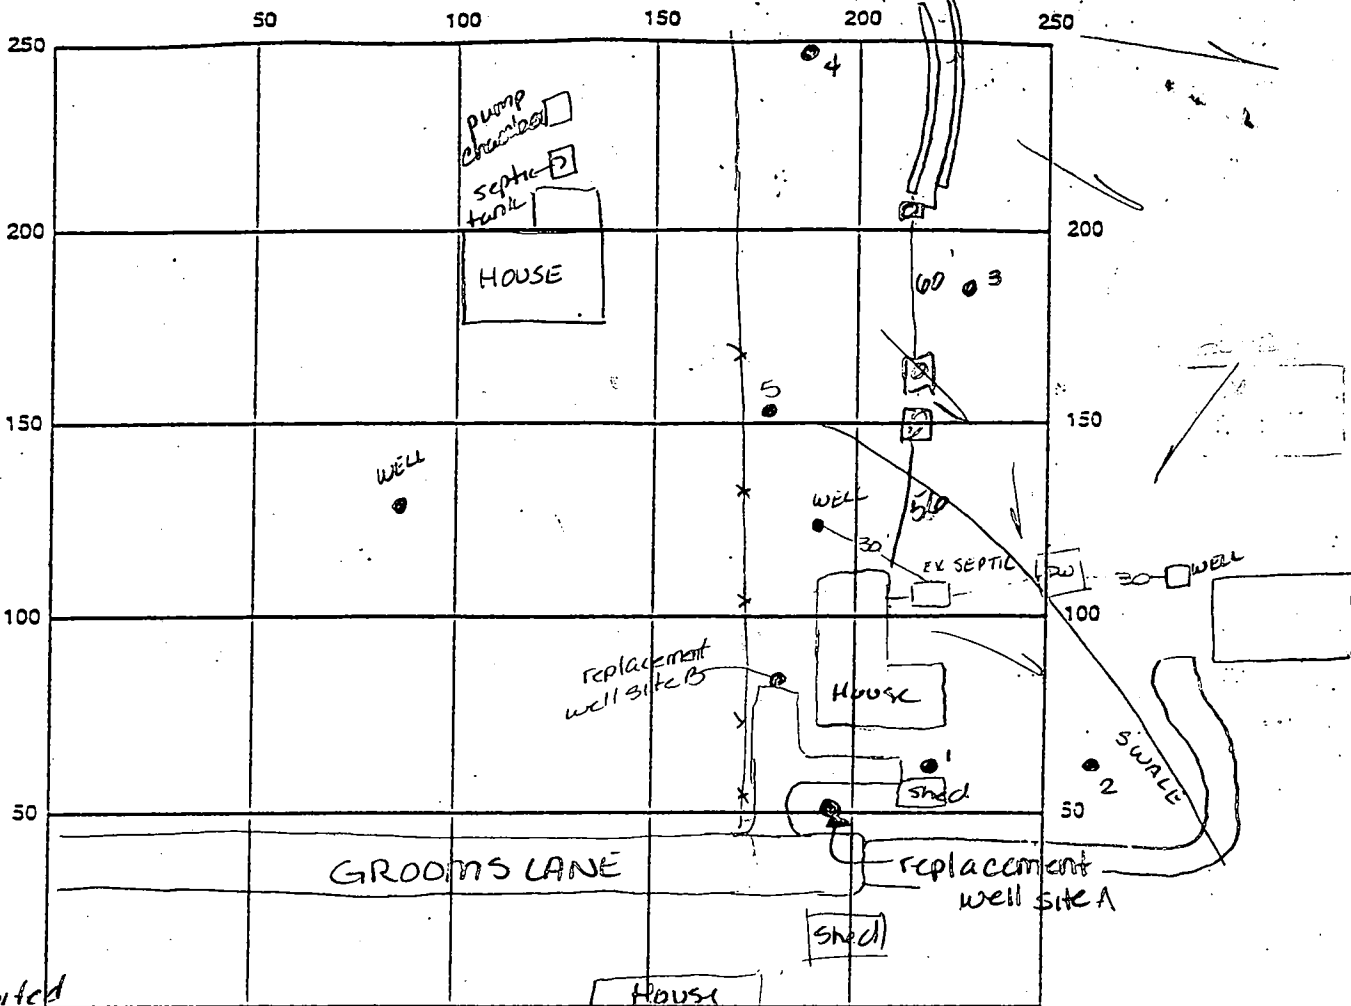 50 100 150 200 250
250
4
pump
chamber
septic
tank
200 200
HOUSE
60'
3
5
150 150
WELL
WELL
50
30'
EX SEPTIC
DW
30
WELL
100 100
replacement
well site B
HOUSE
1
2
SWALE
shed
50 50
GROOMS LANE
replacement
well site A
shed
House